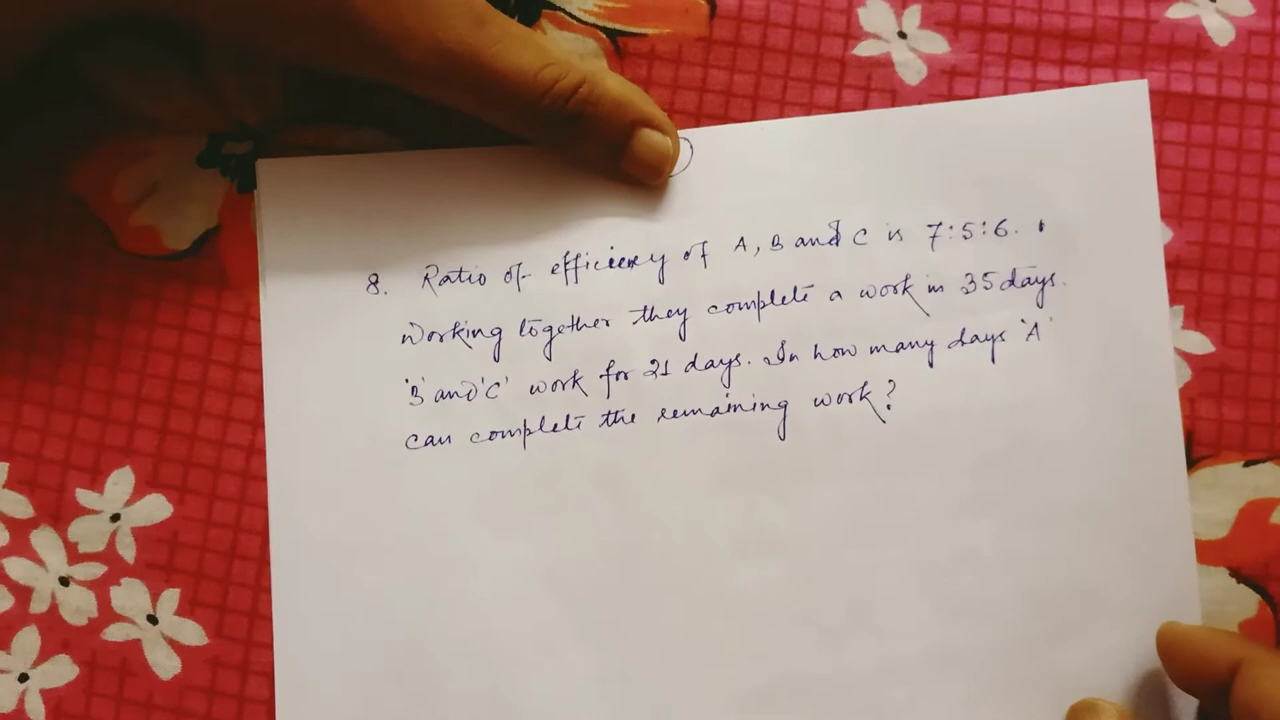 8. Ratio of efficiency of A, B and C is 7:5:6.
Working together they complete a work in 35 days.
'B' and 'C' work for 21 days. In how many days 'A'
can complete the remaining work?